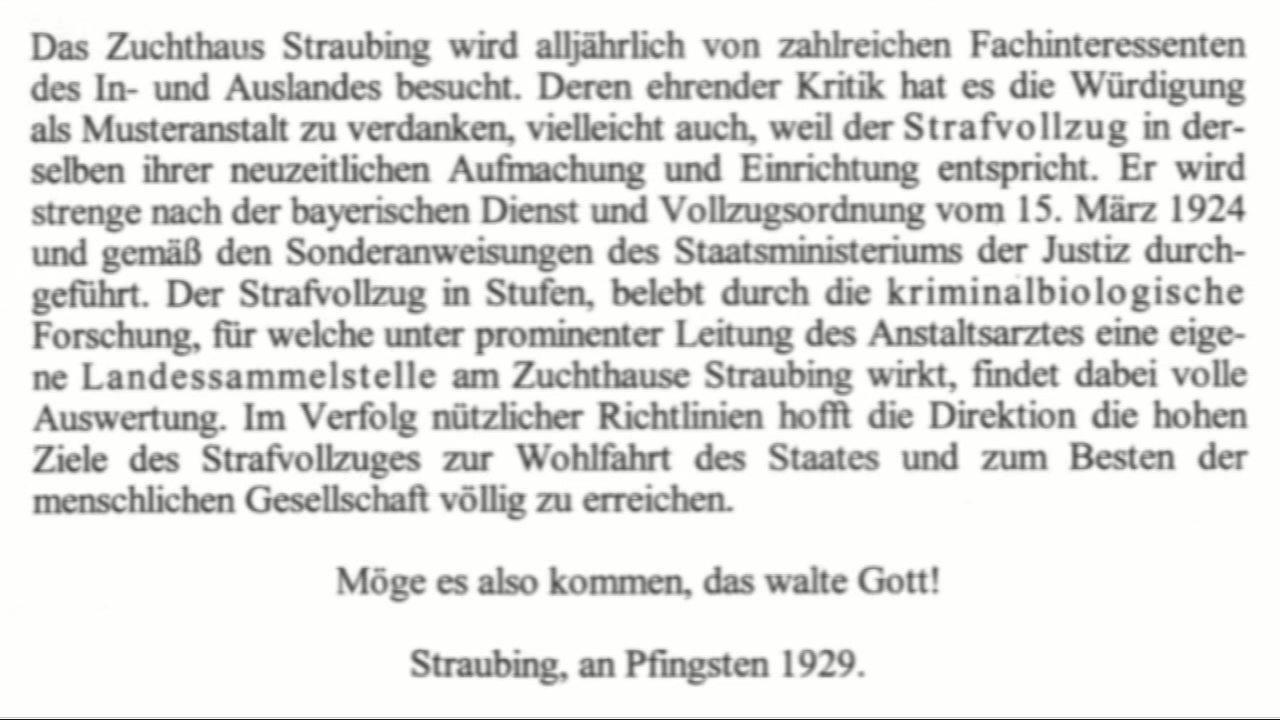 Das Zuchthaus Straubing wird alljährlich von zahlreichen Fachinteressenten
des In- und Auslandes besucht. Deren ehrender Kritik hat es die Würdigung
als Musteranstalt zu verdanken, vielleicht auch, weil der Strafvollzug in der-
selben ihrer neuzeitlichen Aufmachung und Einrichtung entspricht. Er wird
strenge nach der bayerischen Dienst und Vollzugsordnung vom 15. März 1924
und gemäß den Sonderanweisungen des Staatsministeriums der Justiz durch-
geführt. Der Strafvollzug in Stufen, belebt durch die kriminalbiologische
Forschung, für welche unter prominenter Leitung des Anstaltsarztes eine eige-
ne Landessammelstelle am Zuchthause Straubing wirkt, findet dabei volle
Auswertung. Im Verfolg nützlicher Richtlinien hofft die Direktion die hohen
Ziele des Strafvollzuges zur Wohlfahrt des Staates und zum Besten der
menschlichen Gesellschaft völlig zu erreichen.
Möge es also kommen, das walte Gott!
Straubing, an Pfingsten 1929.